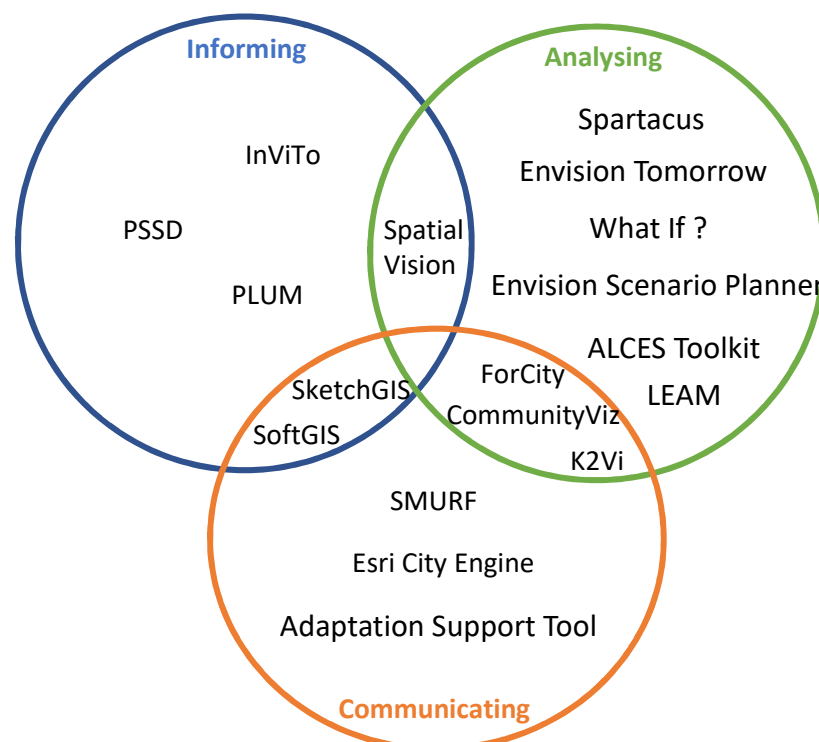 Informing
Analysing
Spartacus
InViTo
Envision Tomorrow
PSSD
What If ?
Spatial
Vision
Envision Scenario Planner
PLUM
ALCES Toolkit
ForCity
SketchGIS
LEAM
CommunityViz
SoftGIS
K2Vi
SMURF
Esri City Engine
Adaptation Support Tool
Communicating